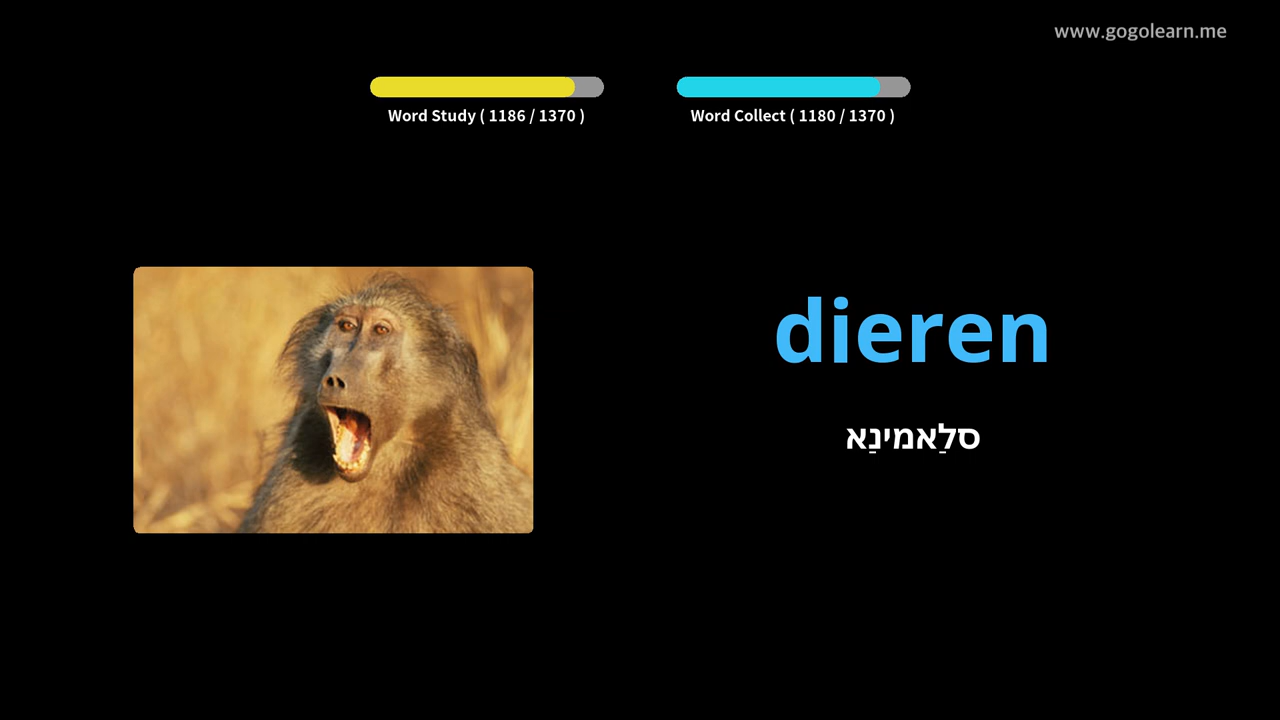 www.gogolearn.me
Word Study ( 1186 / 1370 )
Word Collect ( 1180 / 1370 )
dieren
סלַאמינַא